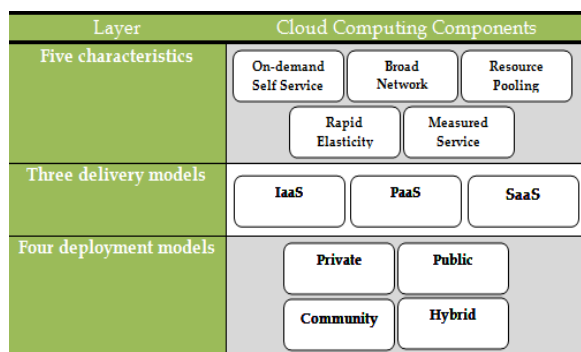 Layer
Cloud Computing Components
Five characteristics
On-demand
Self Service
Broad
Network
Resource
Pooling
Rapid
Elasticity
Measured
Service
Three delivery models
IaaS
PaaS
SaaS
Four deployment models
Private
Public
Community
Hybrid